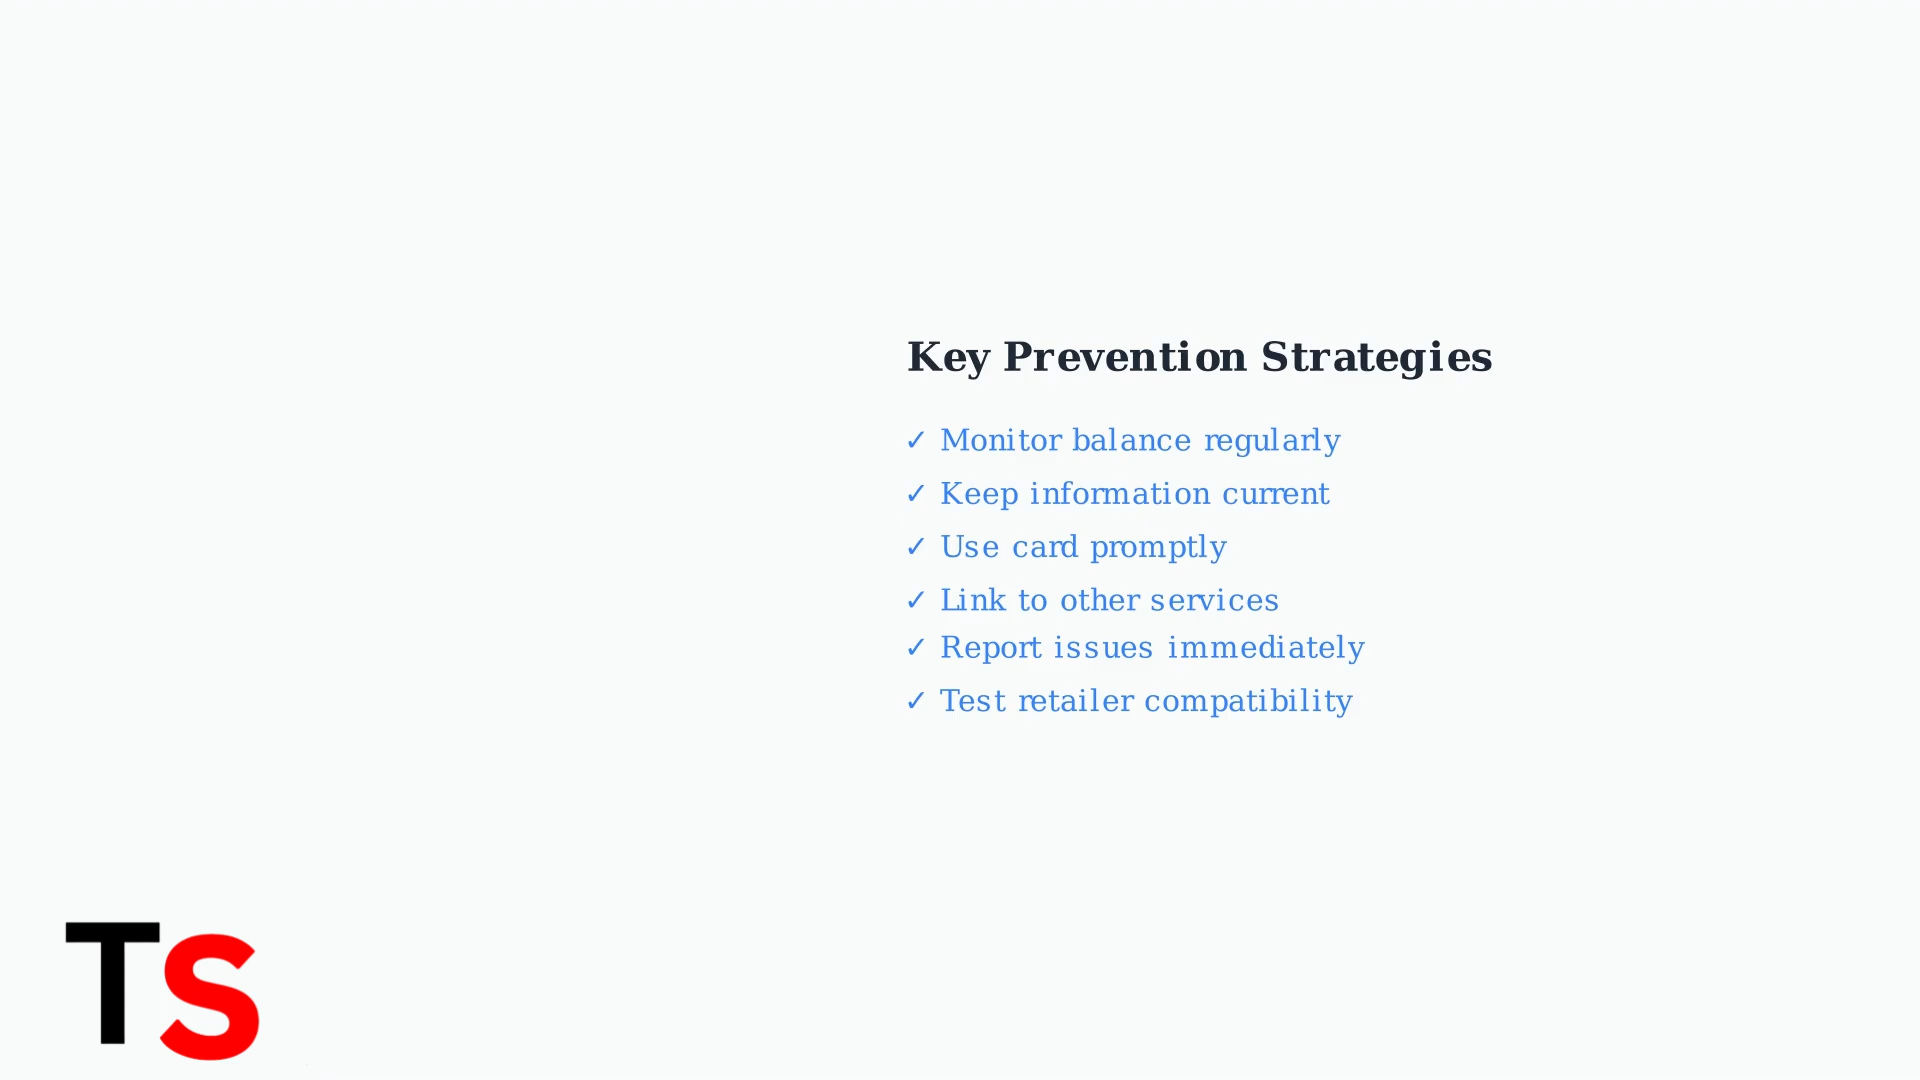 Key Prevention Strategies
✓ Monitor balance regularly
✓ Keep information current
✓ Use card promptly
✓ Link to other services
✓ Report issues immediately
✓ Test retailer compatibility
TS